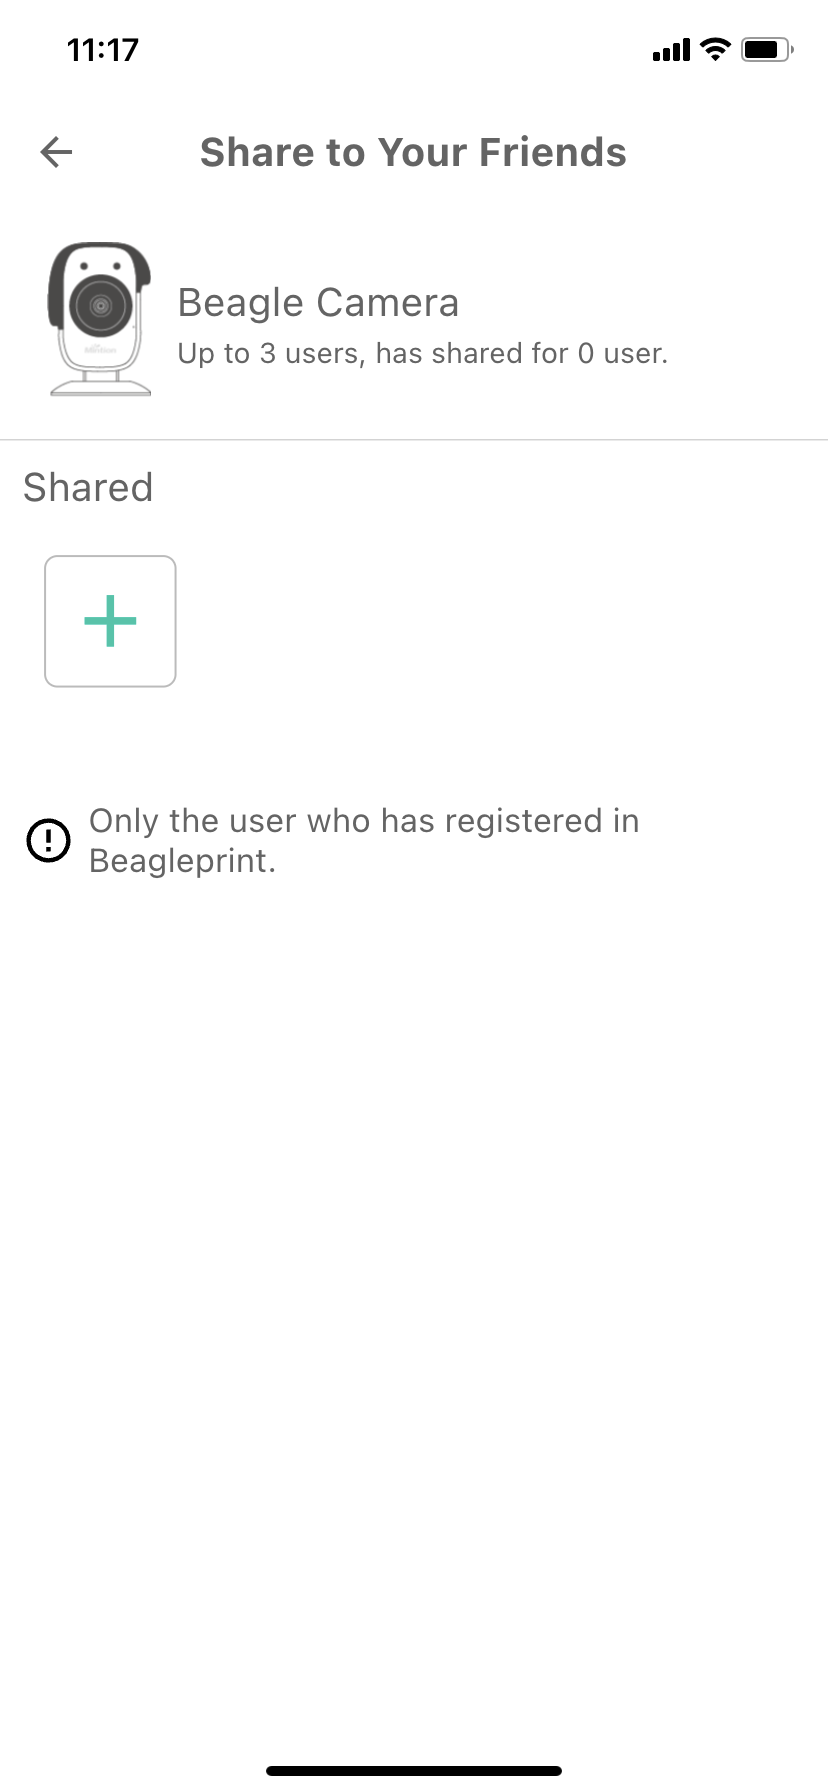 11:17
Share to Your Friends
Beagle Camera
Up to 3 users, has shared for 0 user.
Shared
Only the user who has registered in
Beagleprint.